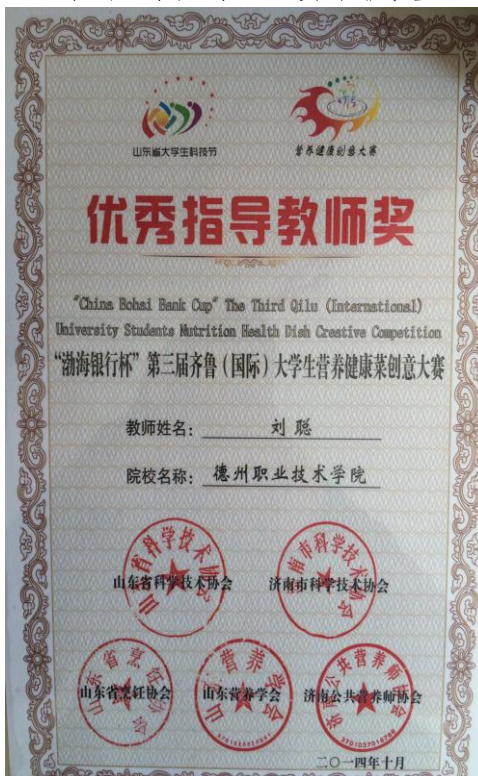 山东省大学生科技节
营养健康创意大赛
优秀指导教师奖
"China Bohai Bank Cup" The Third Qilu (International)
University Students Nutrition Health Dish Creative Competition
“渤海银行杯”第三届齐鲁(国际)大学生营养健康菜创意大赛
教师姓名: 刘聪
院校名称: 德州职业技术学院
山东省科学技术协会
济南市科学技术协会
山东省烹饪协会
山东营养学会
济南公共营养师协会
二〇一四年十月